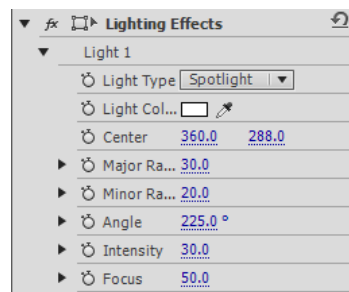 fx Lighting Effects
Light 1
Light Type Spotlight
Light Col...
Center 360.0 288.0
Major Ra... 30.0
Minor Ra... 20.0
Angle 225.0 °
Intensity 30.0
Focus 50.0